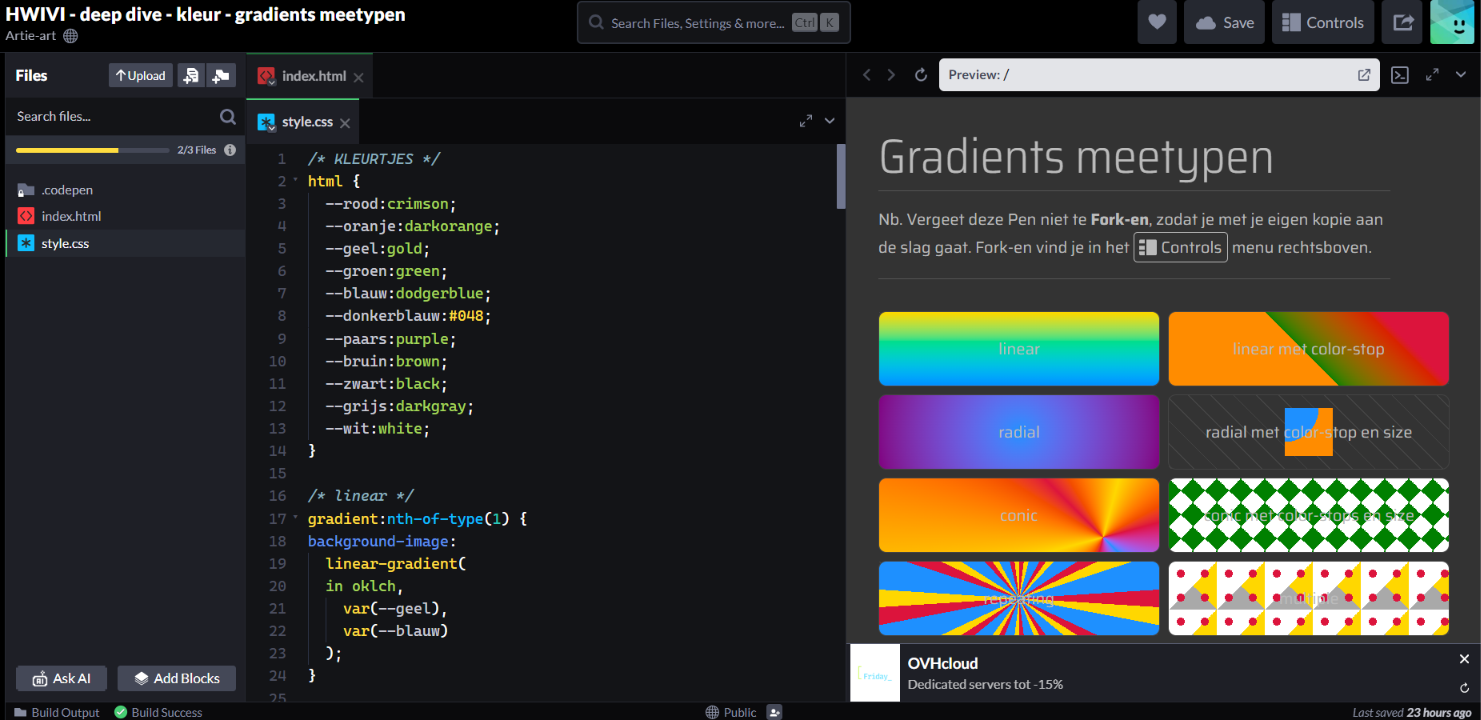 HWIVI - deep dive - kleur - gradients meetypen
Artie-art
Search Files, Settings & more... Ctrl K
Save
Controls
Files
Upload
Search files...
2/3 Files
.codepen
index.html
style.css
Ask AI
Add Blocks
index.html
style.css
1 /* KLEURTJES */
2 html {
3 --rood:crimson;
4 --oranje:darkorange;
5 --geel:gold;
6 --groen:green;
7 --blauw:dodgerblue;
8 --donkerblauw:#048;
9 --paars:purple;
10 --bruin:brown;
11 --zwart:black;
12 --grijs:darkgray;
13 --wit:white;
14 }
15
16 /* linear */
17 gradient:nth-of-type(1) {
18 background-image:
19 linear-gradient(
20 in oklch,
21 var(--geel),
22 var(--blauw)
23 );
24 }
25
Preview: /
Gradients meetypen
Nb. Vergeet deze Pen niet te Fork-en, zodat je met je eigen kopie aan
de slag gaat. Fork-en vind je in het Controls menu rechtsboven.
linear
linear met color-stop
radial
radial met color-stop en size
conic
conic met color-stops en size
repeating
multiple
Friday_
OVHcloud
Dedicated servers tot -15%
Build Output
Build Success
Public
Last saved 23 hours ago